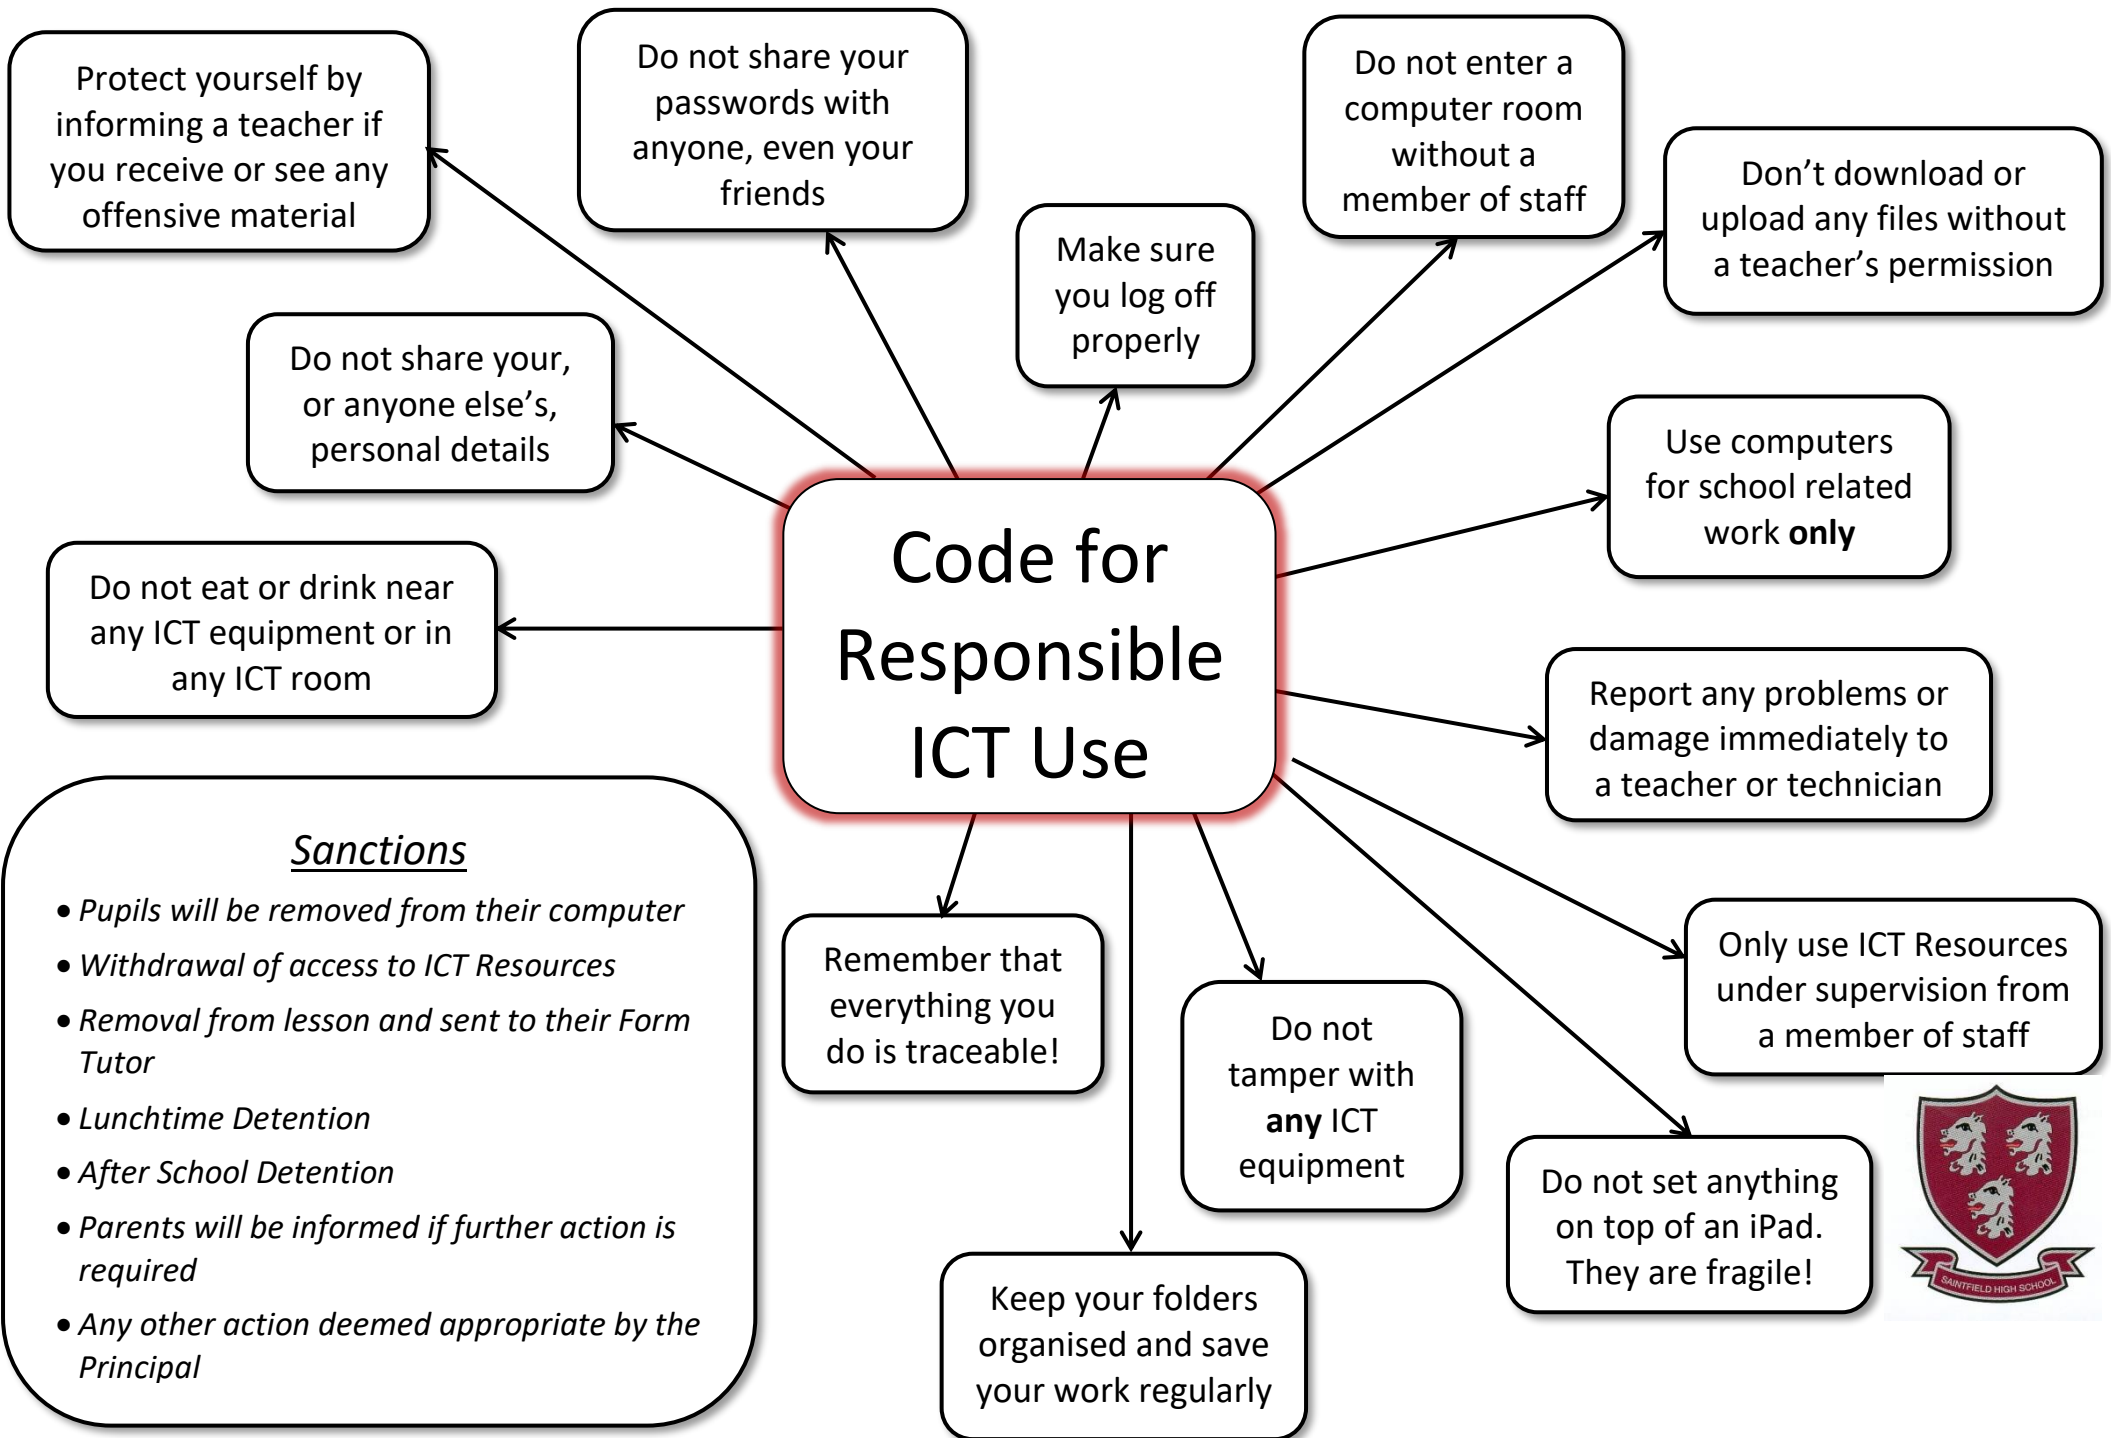 Protect yourself by
informing a teacher if
you receive or see any
offensive material
Do not share your
passwords with
anyone, even your
friends
Do not enter a
computer room
without a
member of staff
Don’t download or
upload any files without
a teacher’s permission
Make sure
you log off
properly
Do not share your,
or anyone else’s,
personal details
Use computers
for school related
work only
Code for
Responsible
ICT Use
Do not eat or drink near
any ICT equipment or in
any ICT room
Report any problems or
damage immediately to
a teacher or technician
Sanctions
• Pupils will be removed from their computer
• Withdrawal of access to ICT Resources
• Removal from lesson and sent to their Form
Tutor
• Lunchtime Detention
• After School Detention
• Parents will be informed if further action is
required
• Any other action deemed appropriate by the
Principal
Remember that
everything you
do is traceable!
Do not
tamper with
any ICT
equipment
Only use ICT Resources
under supervision from
a member of staff
Do not set anything
on top of an iPad.
They are fragile!
Keep your folders
organised and save
your work regularly
SAINTFIELD HIGH SCHOOL